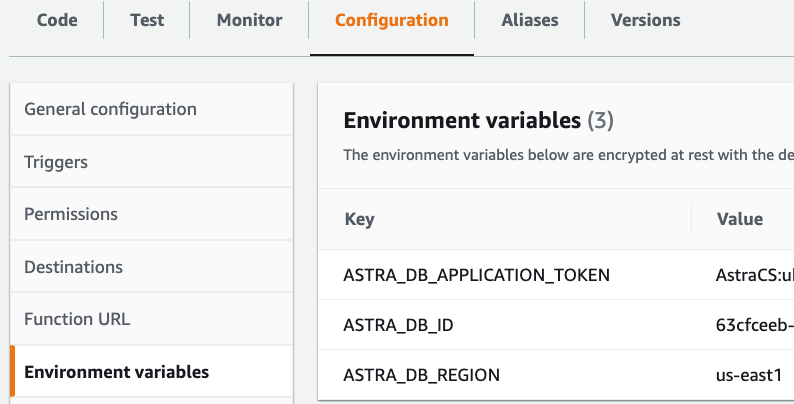 Code Test Monitor Configuration Aliases Versions
General configuration
Triggers
Permissions
Destinations
Function URL
Environment variables
Environment variables (3)
The environment variables below are encrypted at rest with the de
Key Value
ASTRA_DB_APPLICATION_TOKEN AstraCS:ul
ASTRA_DB_ID 63cfceeb-
ASTRA_DB_REGION us-east1